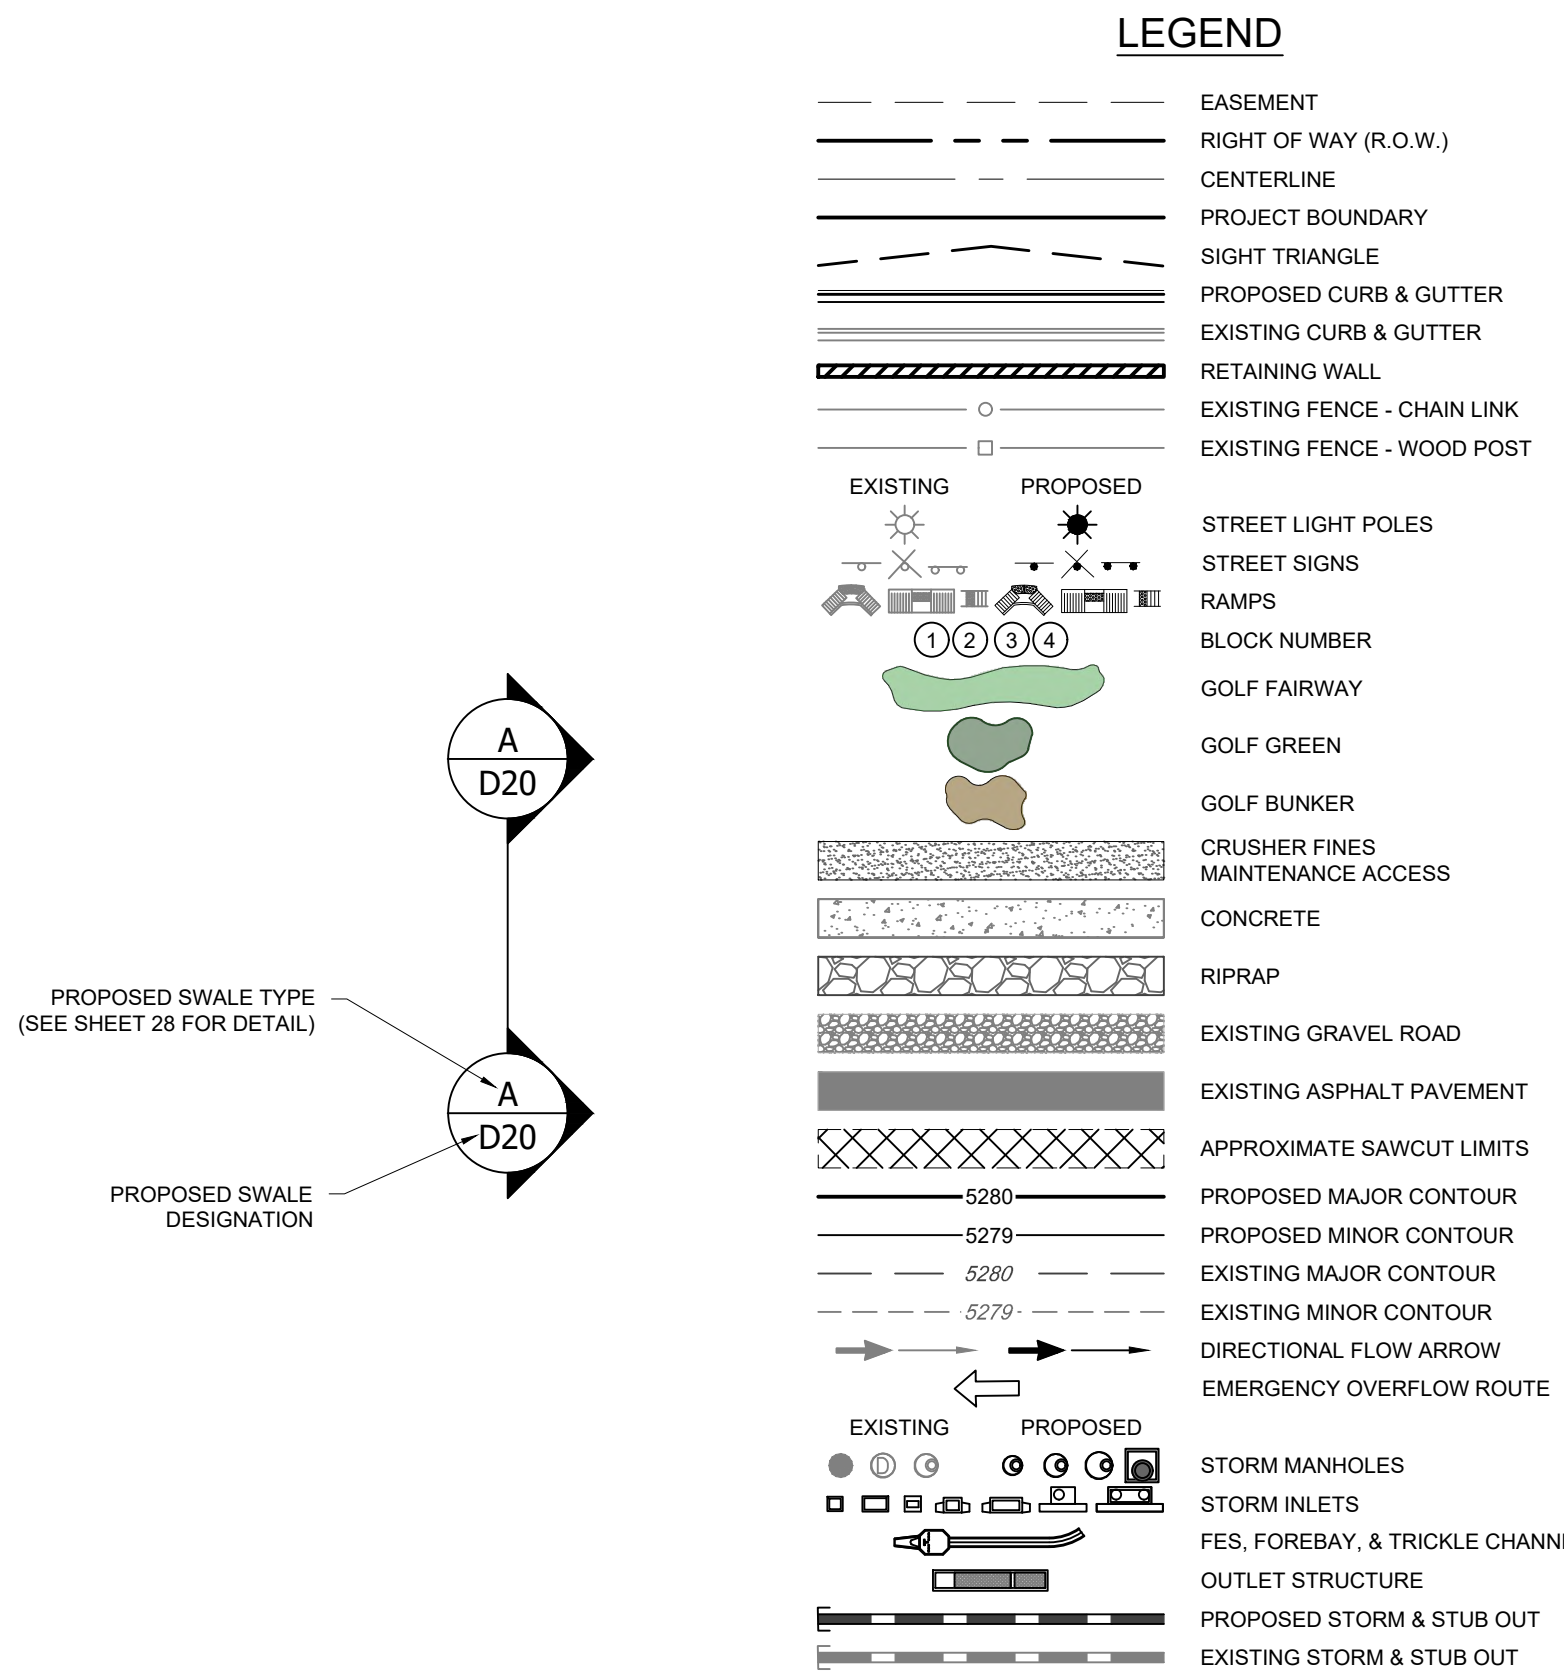 LEGEND
EASEMENT
RIGHT OF WAY (R.O.W.)
CENTERLINE
PROJECT BOUNDARY
SIGHT TRIANGLE
PROPOSED CURB & GUTTER
EXISTING CURB & GUTTER
RETAINING WALL
EXISTING FENCE - CHAIN LINK
EXISTING FENCE - WOOD POST
EXISTING PROPOSED
STREET LIGHT POLES
STREET SIGNS
RAMPS
1 2 3 4 BLOCK NUMBER
GOLF FAIRWAY
GOLF GREEN
GOLF BUNKER
CRUSHER FINES
MAINTENANCE ACCESS
CONCRETE
RIPRAP
EXISTING GRAVEL ROAD
EXISTING ASPHALT PAVEMENT
APPROXIMATE SAWCUT LIMITS
5280 PROPOSED MAJOR CONTOUR
5279 PROPOSED MINOR CONTOUR
5280 EXISTING MAJOR CONTOUR
5279 EXISTING MINOR CONTOUR
DIRECTIONAL FLOW ARROW
EMERGENCY OVERFLOW ROUTE
EXISTING PROPOSED
D STORM MANHOLES
STORM INLETS
FES, FOREBAY, & TRICKLE
OUTLET STRUCTURE
PROPOSED STORM & STUB OUT
EXISTING STORM & STUB OUT
A
D20
PROPOSED SWALE TYPE
(SEE SHEET 28 FOR DETAIL)
A
D20
PROPOSED SWALE
DESIGNATION